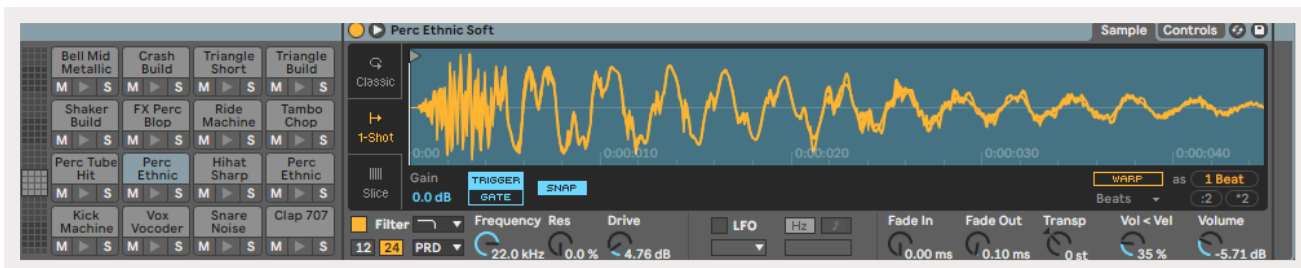 Perc Ethnic Soft
Sample Controls
Bell Mid Metallic
Crash Build
Triangle Short
Triangle Build
M S M S M S M S
Shaker Build
FX Perc Blop
Ride Machine
Tambo Chop
M S M S M S M S
Perc Tube Hit
Perc Ethnic
Hihat Sharp
Perc Ethnic
M S M S M S M S
Kick Machine
Vox Vocoder
Snare Noise
Clap 707
M S M S M S M S
Classic
1-Shot
Slice
0:00 0:00:010 0:00:020 0:00:030 0:00:040
Gain
0.0 dB
TRIGGER
GATE
SNAP
WARP as 1 Beat
Beats :2 *2
Filter
12 24 PRD
Frequency Res Drive
22.0 kHz 0.0 % 4.76 dB
LFO Hz
Fade In Fade Out Transp Vol < Vel Volume
0.00 ms 0.10 ms 0 st 35 % -5.71 dB